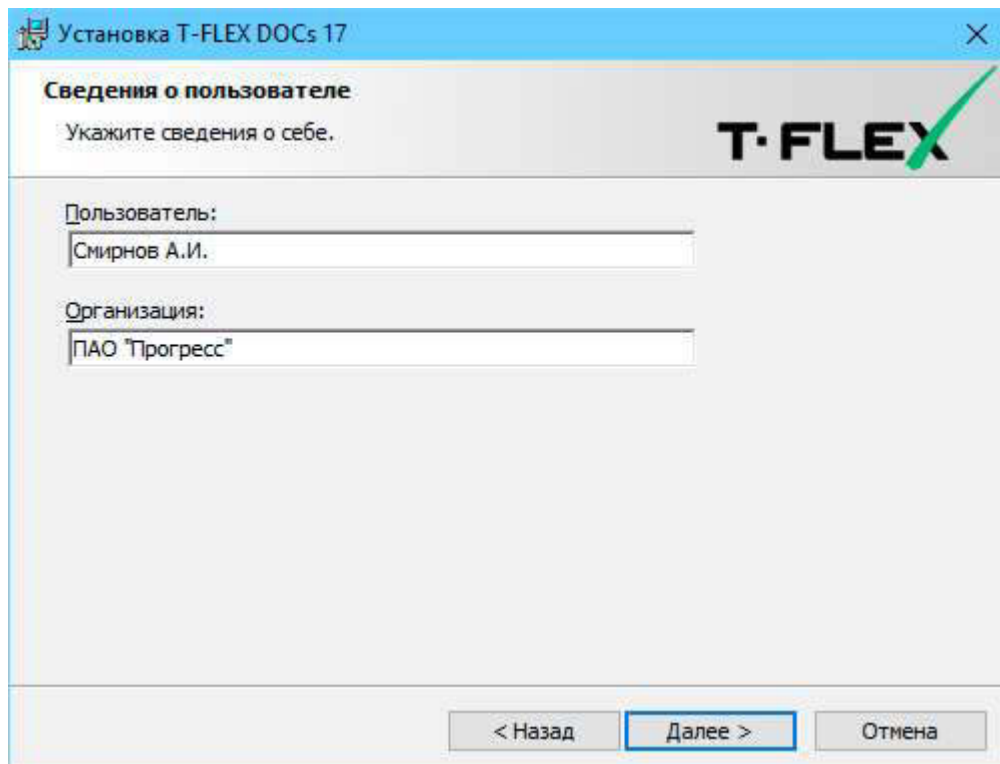 Установка T-FLEX DOCs 17
Сведения о пользователе
Укажите сведения о себе.
T·FLEX
Пользователь:
Смирнов А.И.
Организация:
ПАО "Прогресс"
< Назад
Далее >
Отмена